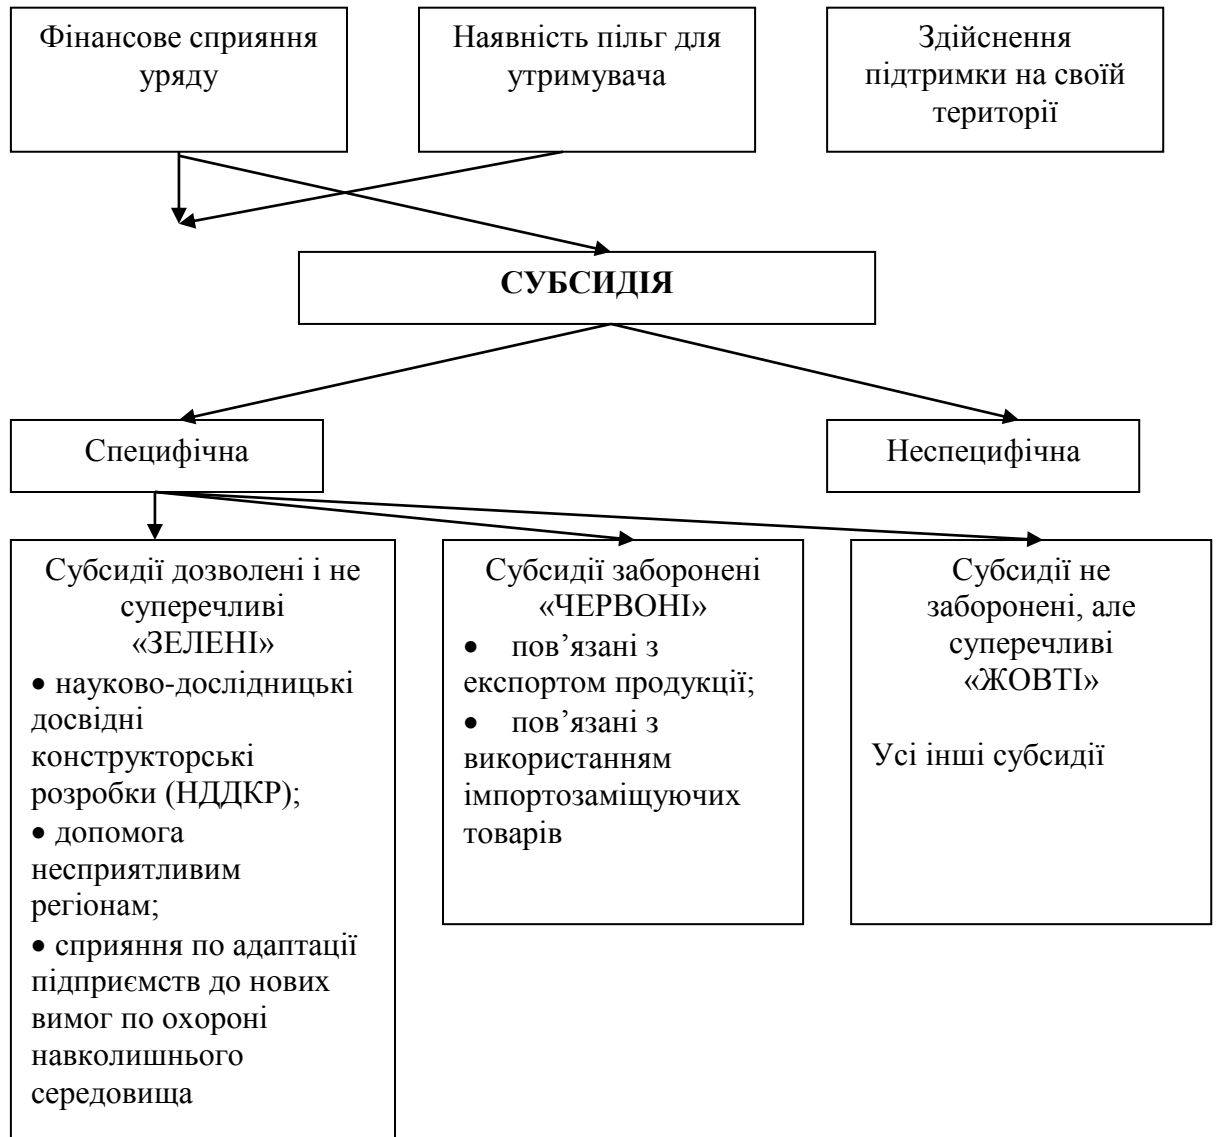 Фінансове сприяння
уряду
Наявність пільг для
утримувача
Здійснення
підтримки на своїй
території
СУБСИДІЯ
Специфічна
Неспецифічна
Субсидії дозволені і не
суперечливі
«ЗЕЛЕНІ»
• науково-дослідницькі
досвідні
конструкторські
розробки (НДДКР);
• допомога
несприятливим
регіонам;
• сприяння по адаптації
підприємств до нових
вимог по охороні
навколишнього
середовища
Субсидії заборонені
«ЧЕРВОНІ»
• пов’язані з
експортом продукції;
• пов’язані з
використанням
імпортозаміщуючих
товарів
Субсидії не
заборонені, але
суперечливі
«ЖОВТІ»
Усі інші субсидії